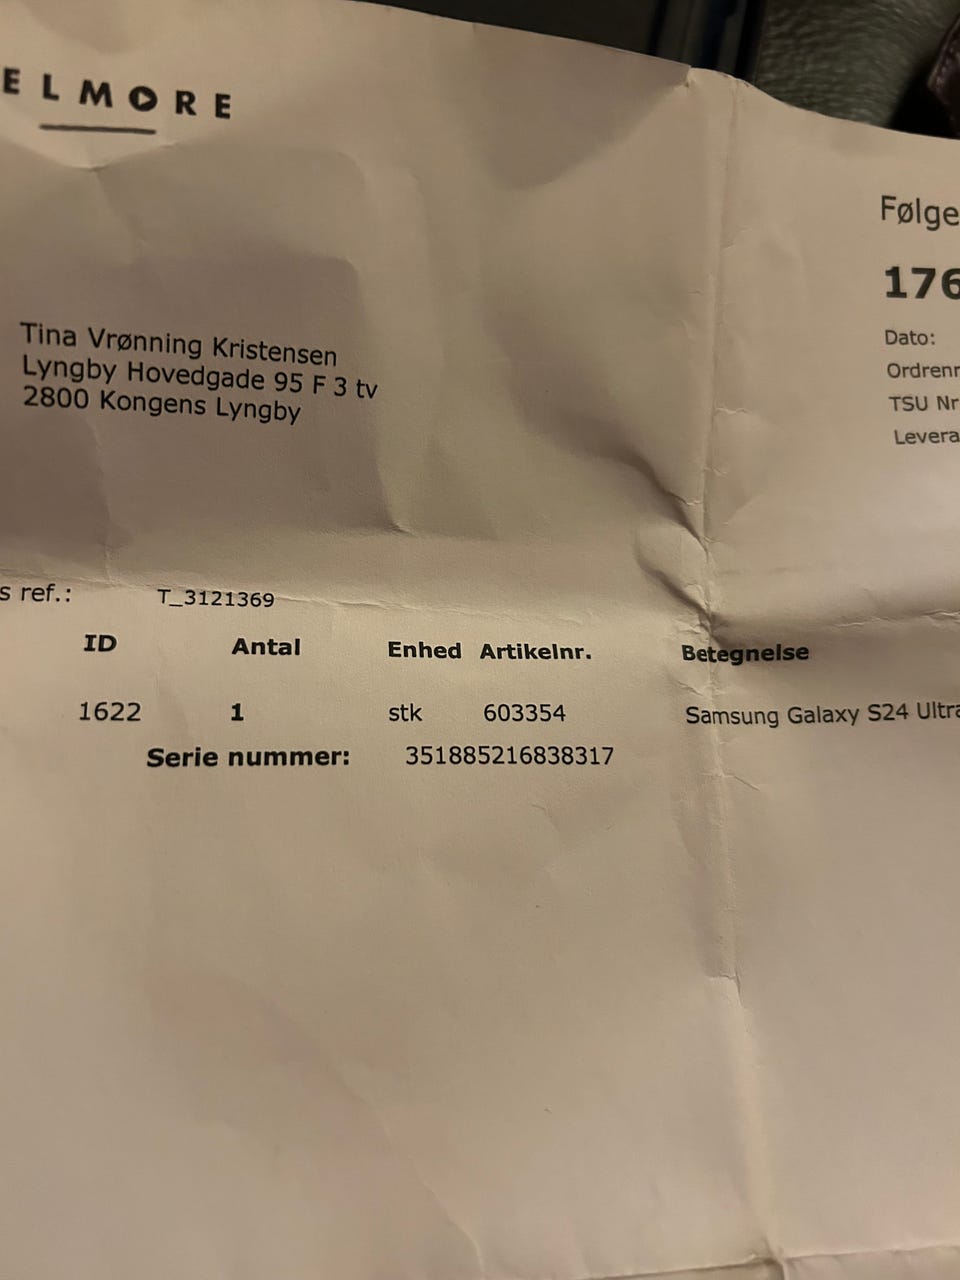 ELMORE
Følge
176
Tina Vrønning Kristensen
Lyngby Hovedgade 95 F 3 tv
2800 Kongens Lyngby
Dato:
Ordrenr
TSU Nr
Levera
s ref.: T_3121369
ID Antal Enhed Artikelnr. Betegnelse
1622 1 stk 603354 Samsung Galaxy S24 Ultra
Serie nummer: 351885216838317